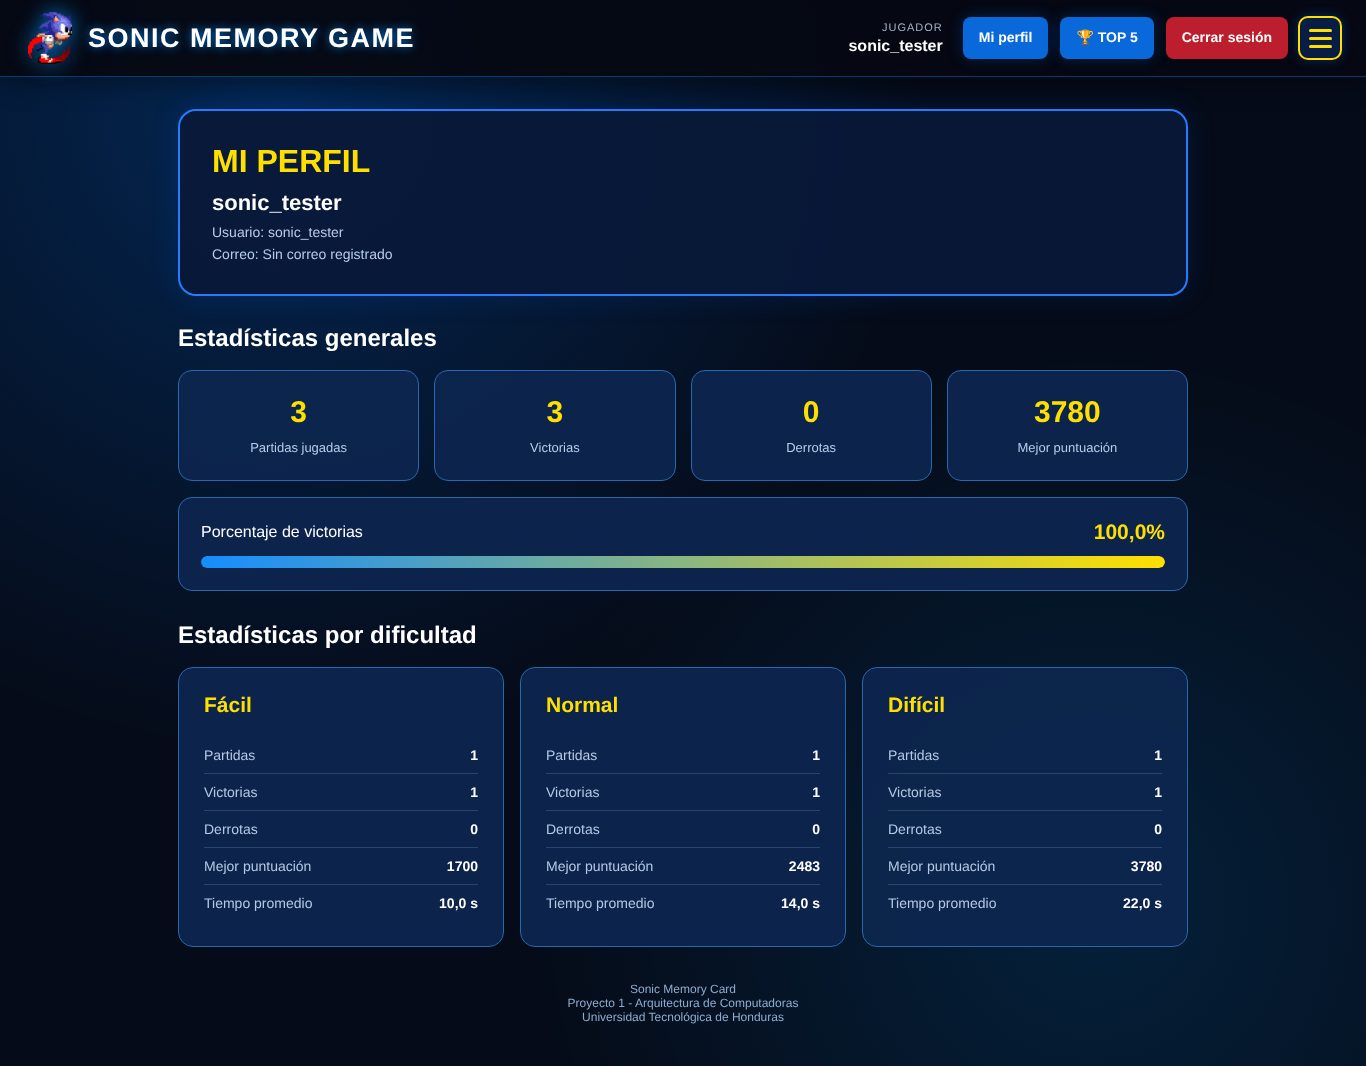 SONIC MEMORY GAME
JUGADOR
sonic_tester
Mi perfil
🏆 TOP 5
Cerrar sesión
MI PERFIL
sonic_tester
Usuario: sonic_tester
Correo: Sin correo registrado
Estadísticas generales
3
Partidas jugadas
3
Victorias
0
Derrotas
3780
Mejor puntuación
Porcentaje de victorias 100,0%
Estadísticas por dificultad
Fácil
Partidas 1
Victorias 1
Derrotas 0
Mejor puntuación 1700
Tiempo promedio 10,0 s
Normal
Partidas 1
Victorias 1
Derrotas 0
Mejor puntuación 2483
Tiempo promedio 14,0 s
Difícil
Partidas 1
Victorias 1
Derrotas 0
Mejor puntuación 3780
Tiempo promedio 22,0 s
Sonic Memory Card
Proyecto 1 - Arquitectura de Computadoras
Universidad Tecnológica de Honduras